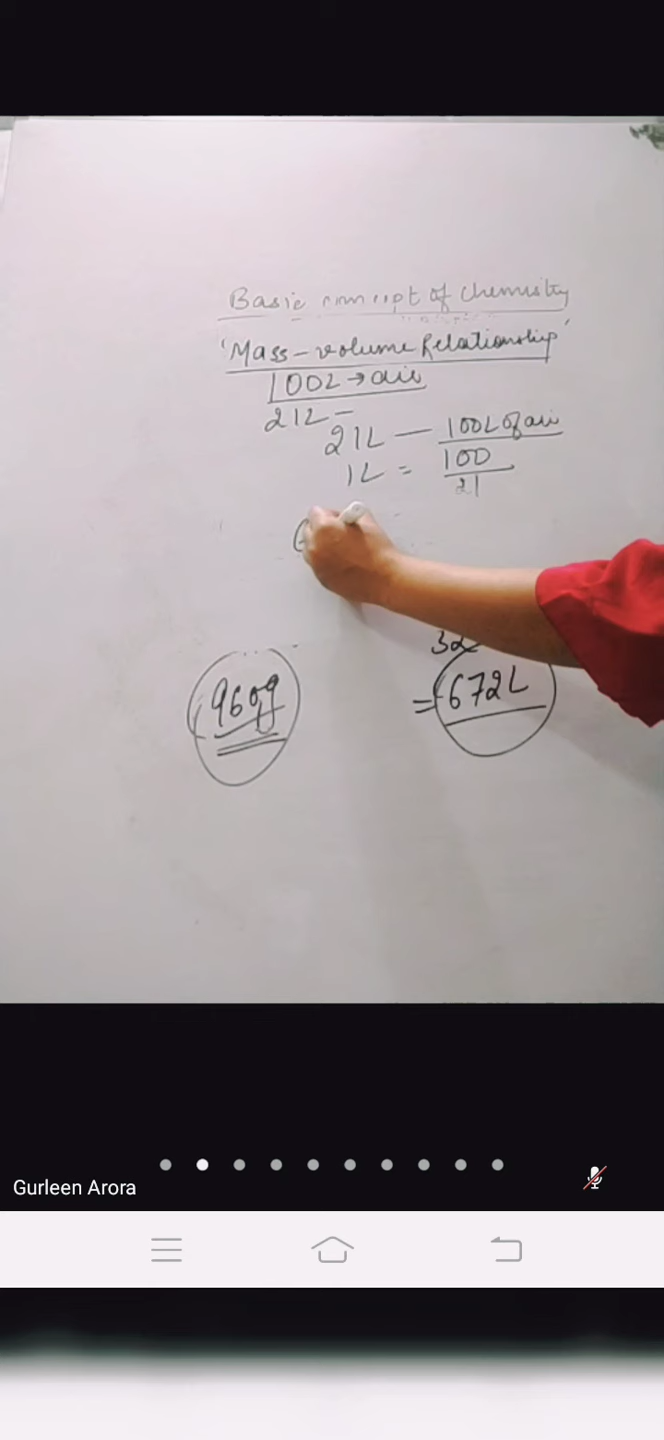 Basic concept of Chemistry
'Mass-volume Relationship'
100L → air
21L -
21L — 100L of air
1L = 100
21
32
960g
= 672L
Gurleen Arora